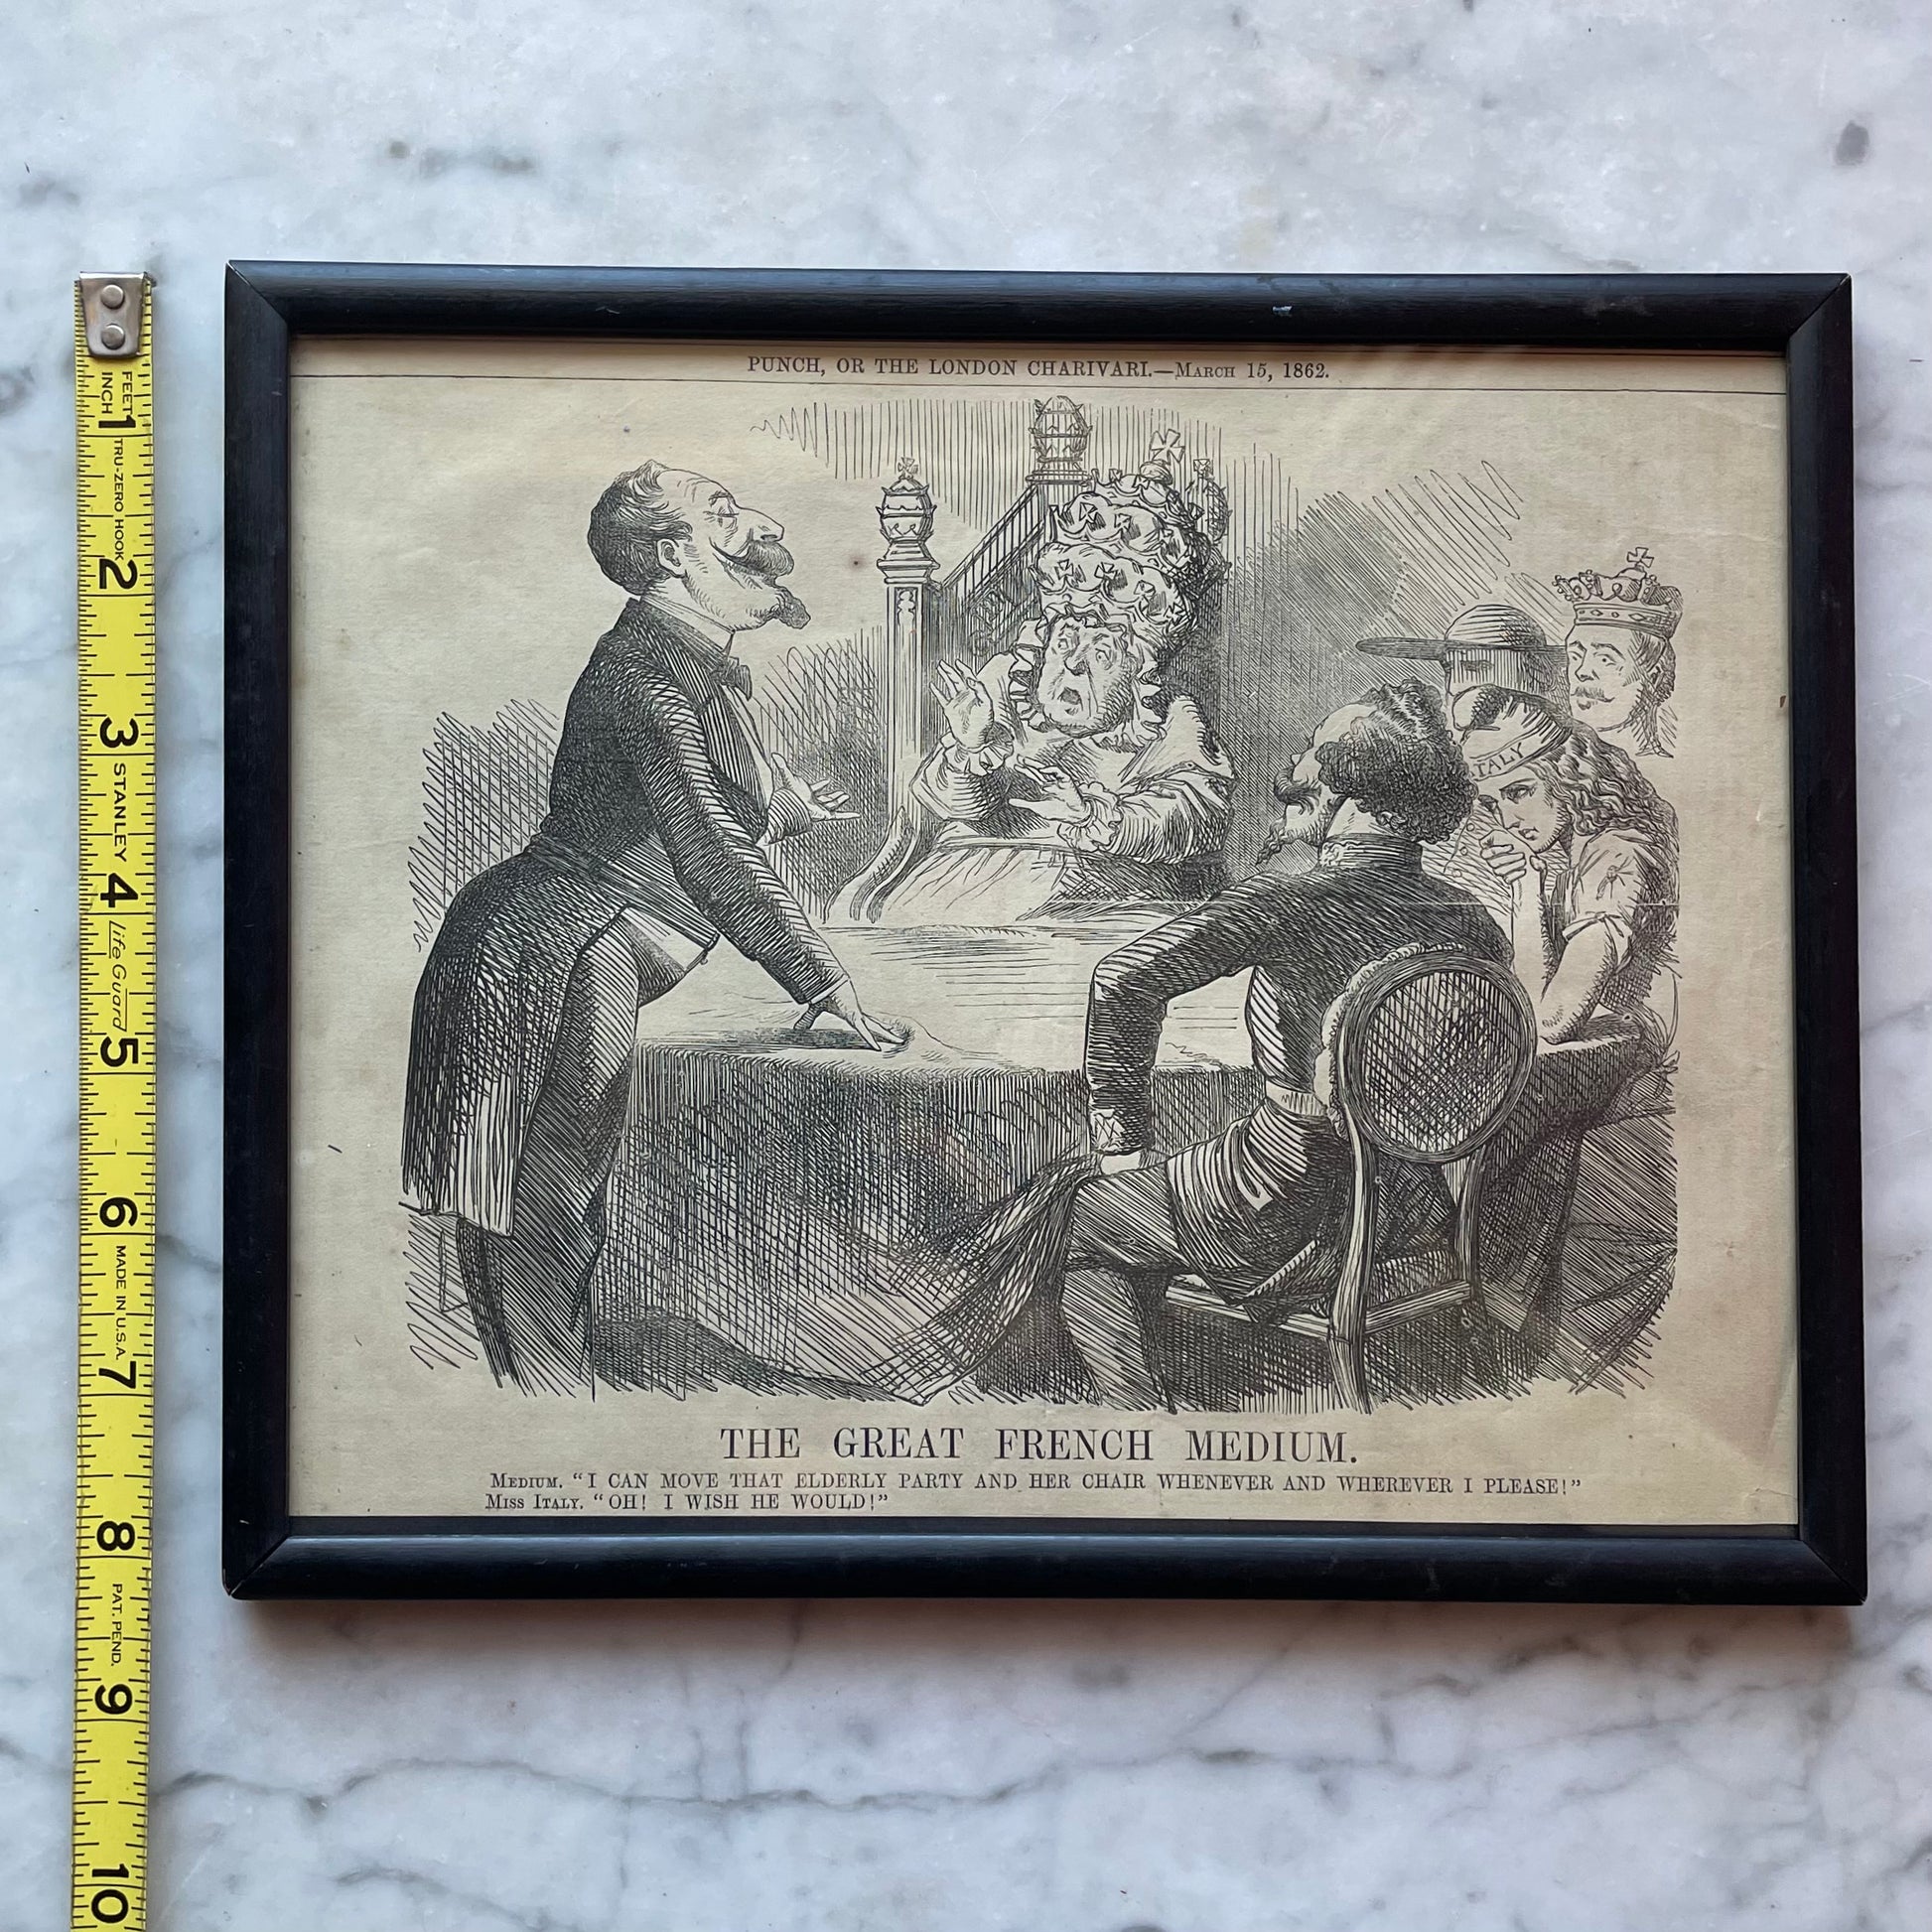 PUNCH, OR THE LONDON CHARIVARI.—MARCH 15, 1862.
ITALY
THE GREAT FRENCH MEDIUM.
MEDIUM. “I CAN MOVE THAT ELDERLY PARTY AND HER CHAIR WHENEVER AND WHEREVER I PLEASE!”
MISS ITALY. “OH! I WISH HE WOULD!”
FEET
INCH
1
TRU-ZERO HOOK
2
3
STANLEY
4
life Guard
5
6
MADE IN U.S.A.
7
8
PAT. PEND.
9
10